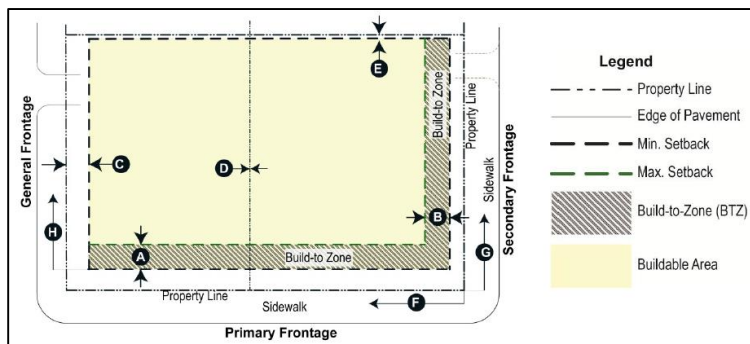 E
Build-to Zone
Property Line
General Frontage
C
D
Sidewalk
Secondary Frontage
H
B
A
Build-to Zone
G
Property Line
F
Sidewalk
Primary Frontage
Legend
Property Line
Edge of Pavement
Min. Setback
Max. Setback
Build-to-Zone (BTZ)
Buildable Area